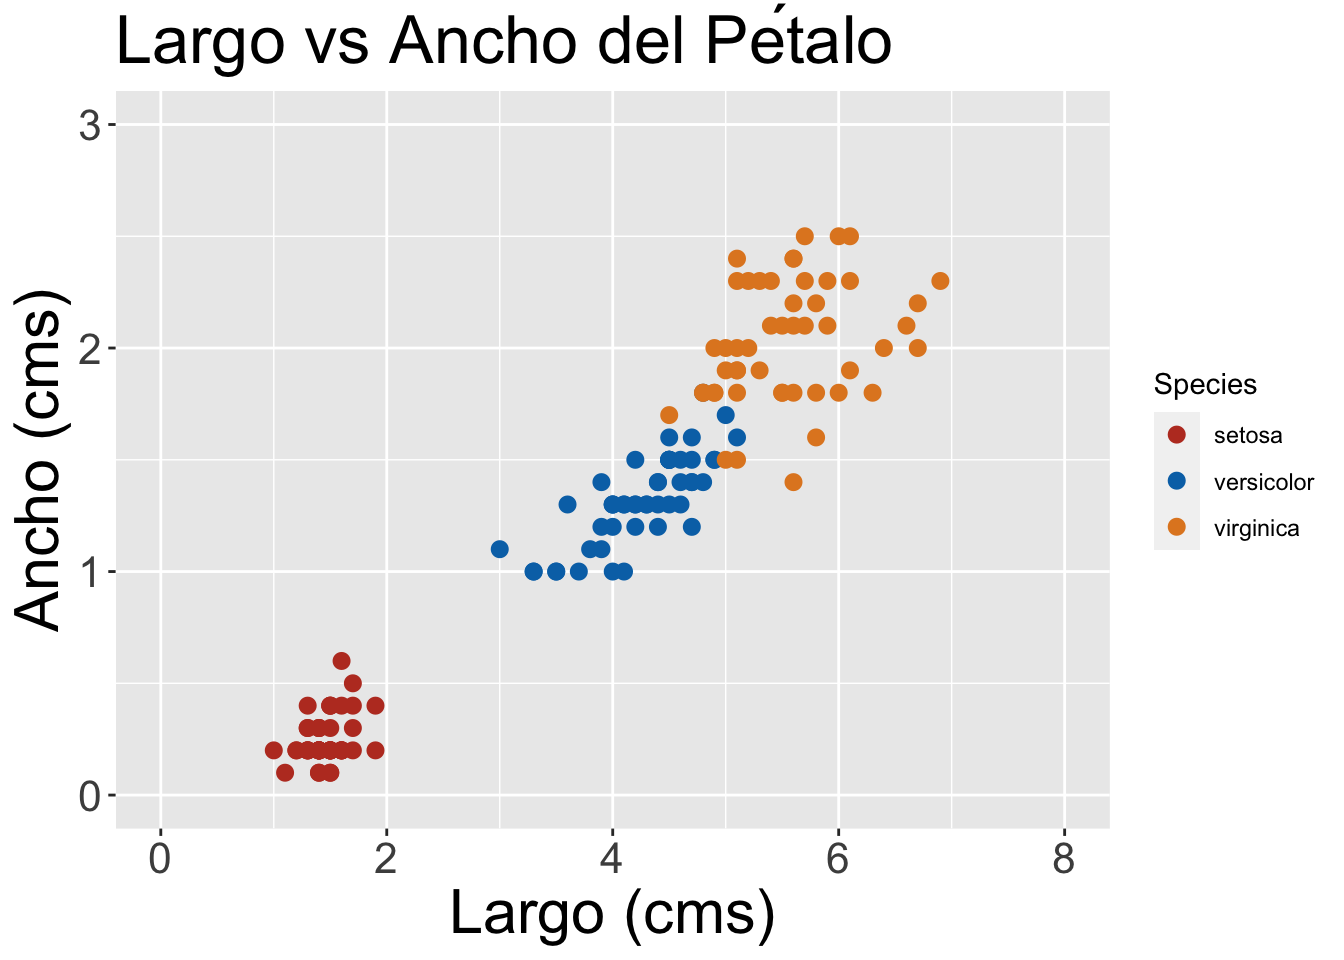 Largo vs Ancho del Pétalo
Ancho (cms)
3
2
1
0
0 2 4 6 8
Largo (cms)
Species
setosa
versicolor
virginica